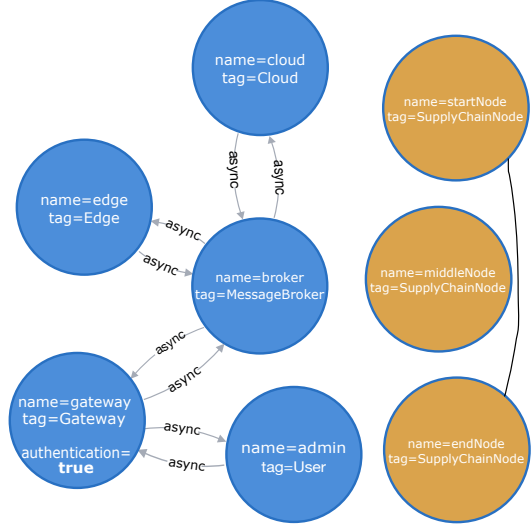 name=cloud
tag=Cloud
name=startNode
tag=SupplyChainNode
async
async
name=edge
tag=Edge
async
async
name=broker
tag=MessageBroker
name=middleNode
tag=SupplyChainNode
async
async
name=gateway
tag=Gateway
authentication=
true
async
async
name=admin
tag=User
name=endNode
tag=SupplyChainNode